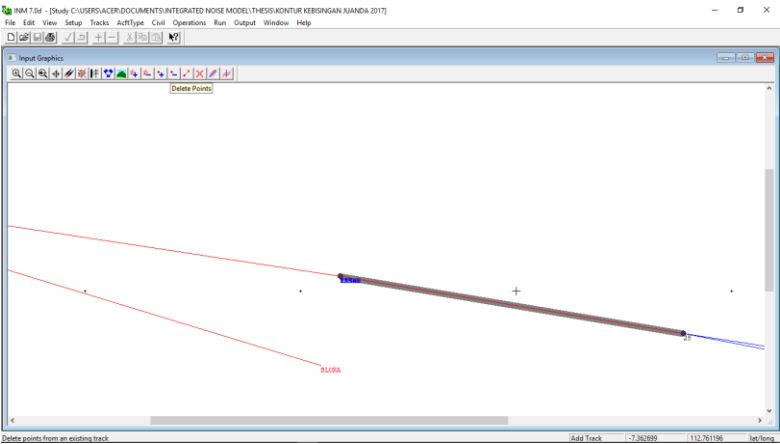 INM 7.0d - [Study C:\USERS\ACER\DOCUMENTS\INTEGRATED NOISE MODEL\THESIS\KONTUR KEBISINGAN JUANDA 2017]
File Edit View Setup Tracks AcftType Civil Operations Run Output Window Help
Input Graphics
Delete Points
BLORA
Delete points from an existing track Add Track -7.362699 112.761196 lat/long